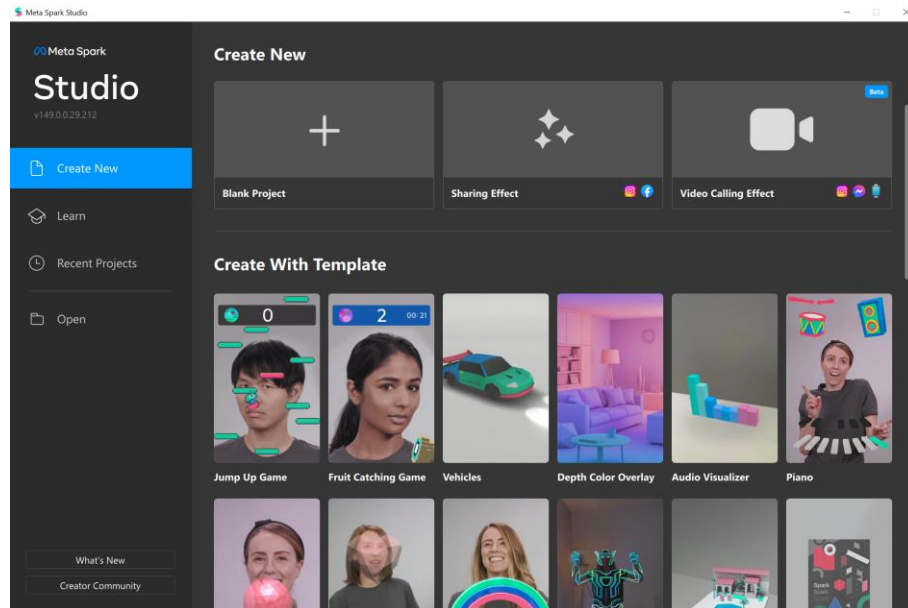 Meta Spark Studio
Meta Spark
Studio
v149.0.0.29.212
Create New
Learn
Recent Projects
Open
What's New
Creator Community
Create New
Blank Project
Sharing Effect
Beta
Video Calling Effect
Create With Template
0
2 00:21
Jump Up Game
Fruit Catching Game
Vehicles
Depth Color Overlay
Audio Visualizer
Piano
Spark
Spark